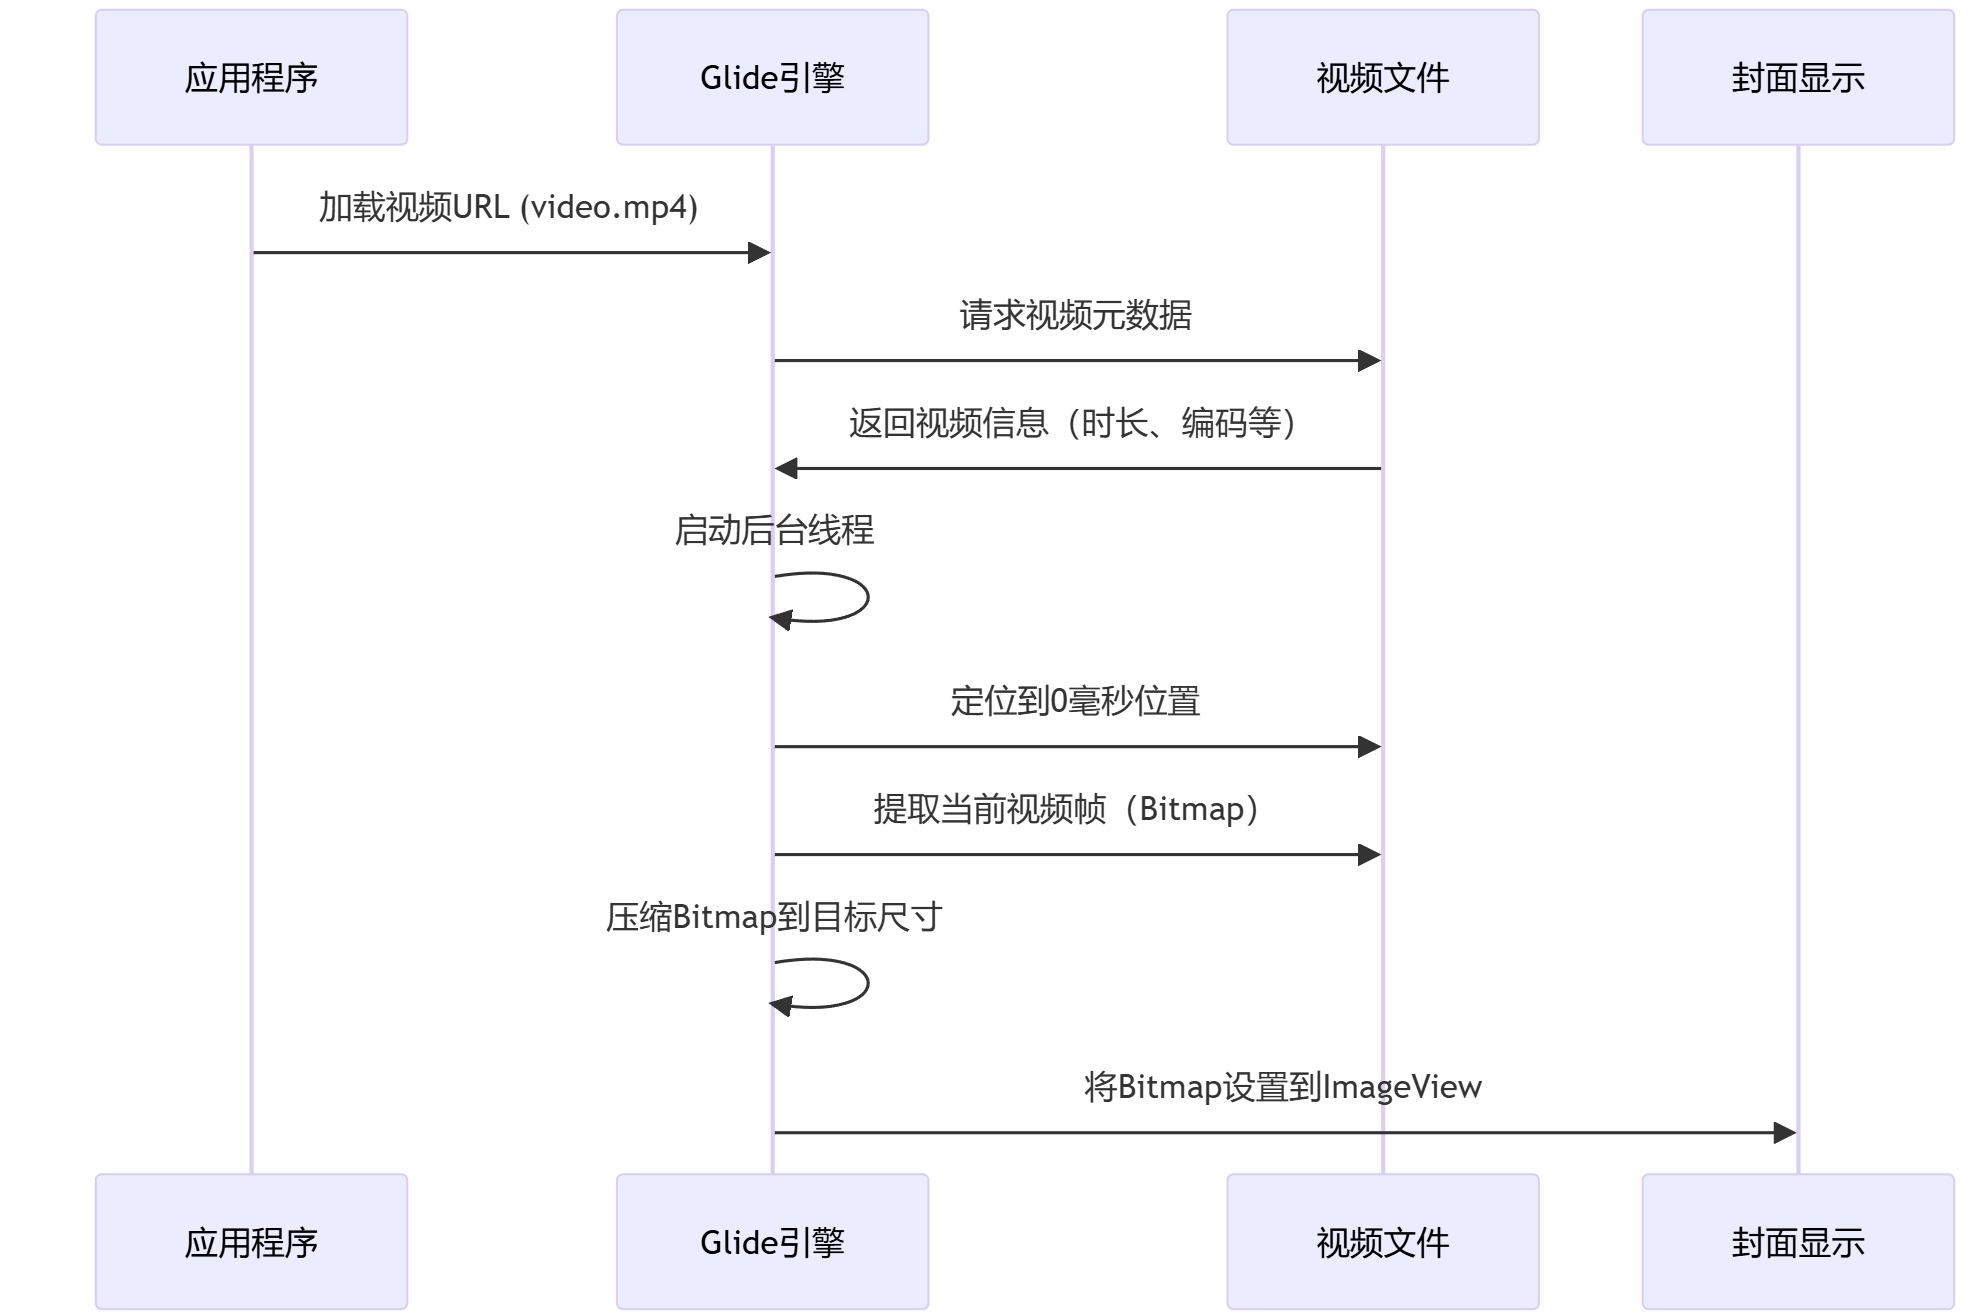 应用程序
Glide引擎
视频文件
封面显示
加载视频URL (video.mp4)
请求视频元数据
返回视频信息（时长、编码等）
启动后台线程
定位到0毫秒位置
提取当前视频帧（Bitmap）
压缩Bitmap到目标尺寸
将Bitmap设置到ImageView
应用程序
Glide引擎
视频文件
封面显示